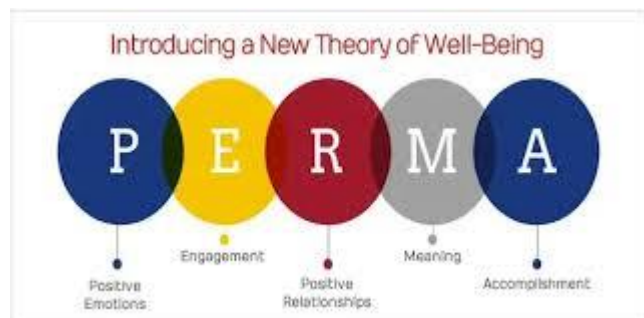 Introducing a New Theory of Well-Being
P E R M A
Positive
Emotions
Engagement
Positive
Relationships
Meaning
Accomplishment